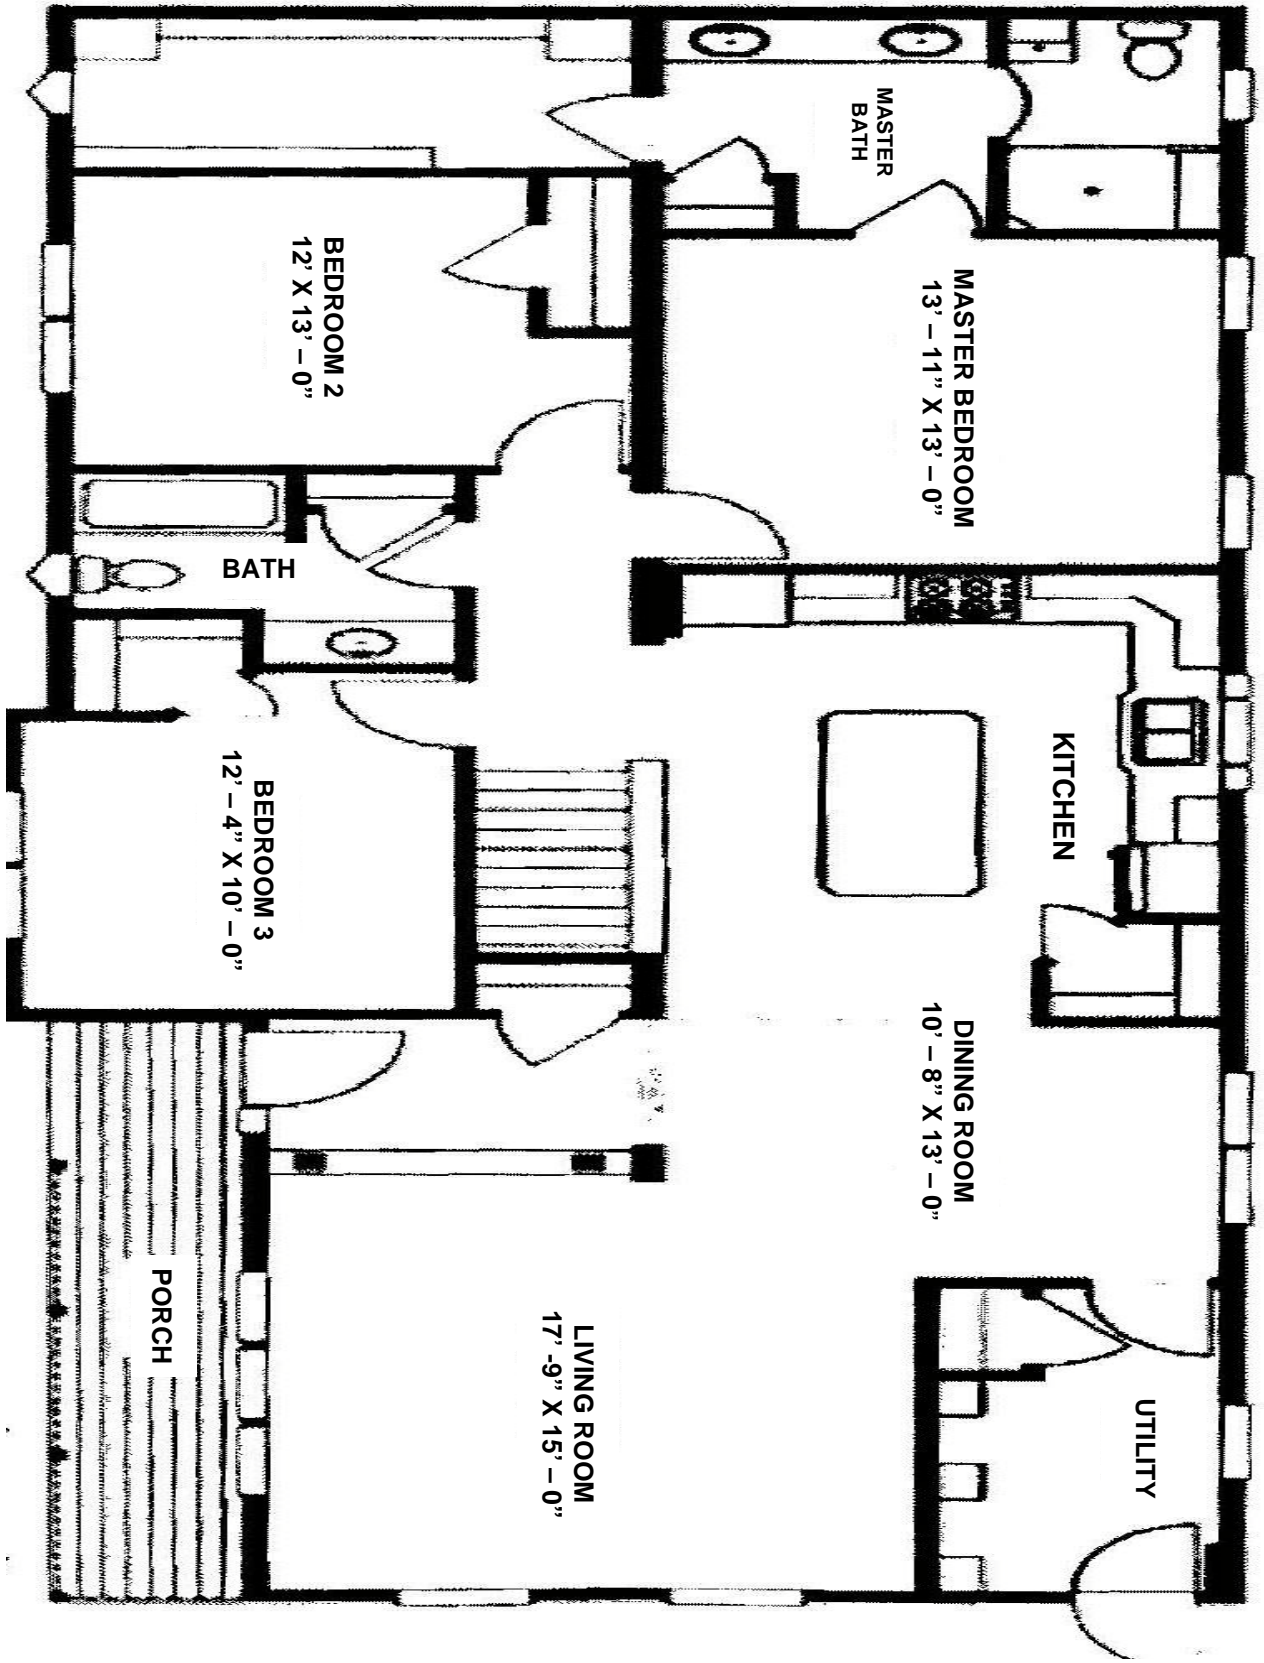 MASTER
BATH
BEDROOM 2
12’ X 13’ – 0”
MASTER BEDROOM
13’ – 11” X 13’ – 0”
BATH
KITCHEN
BEDROOM 3
12’ – 4” X 10’ – 0”
DINING ROOM
10’ – 8” X 13’ – 0”
PORCH
LIVING ROOM
17’ -9” X 15’ – 0”
UTILITY